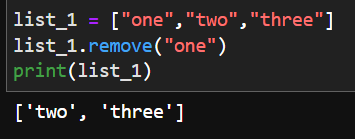 list_1 = ["one","two","three"]
list_1.remove("one")
print(list_1)
['two', 'three']